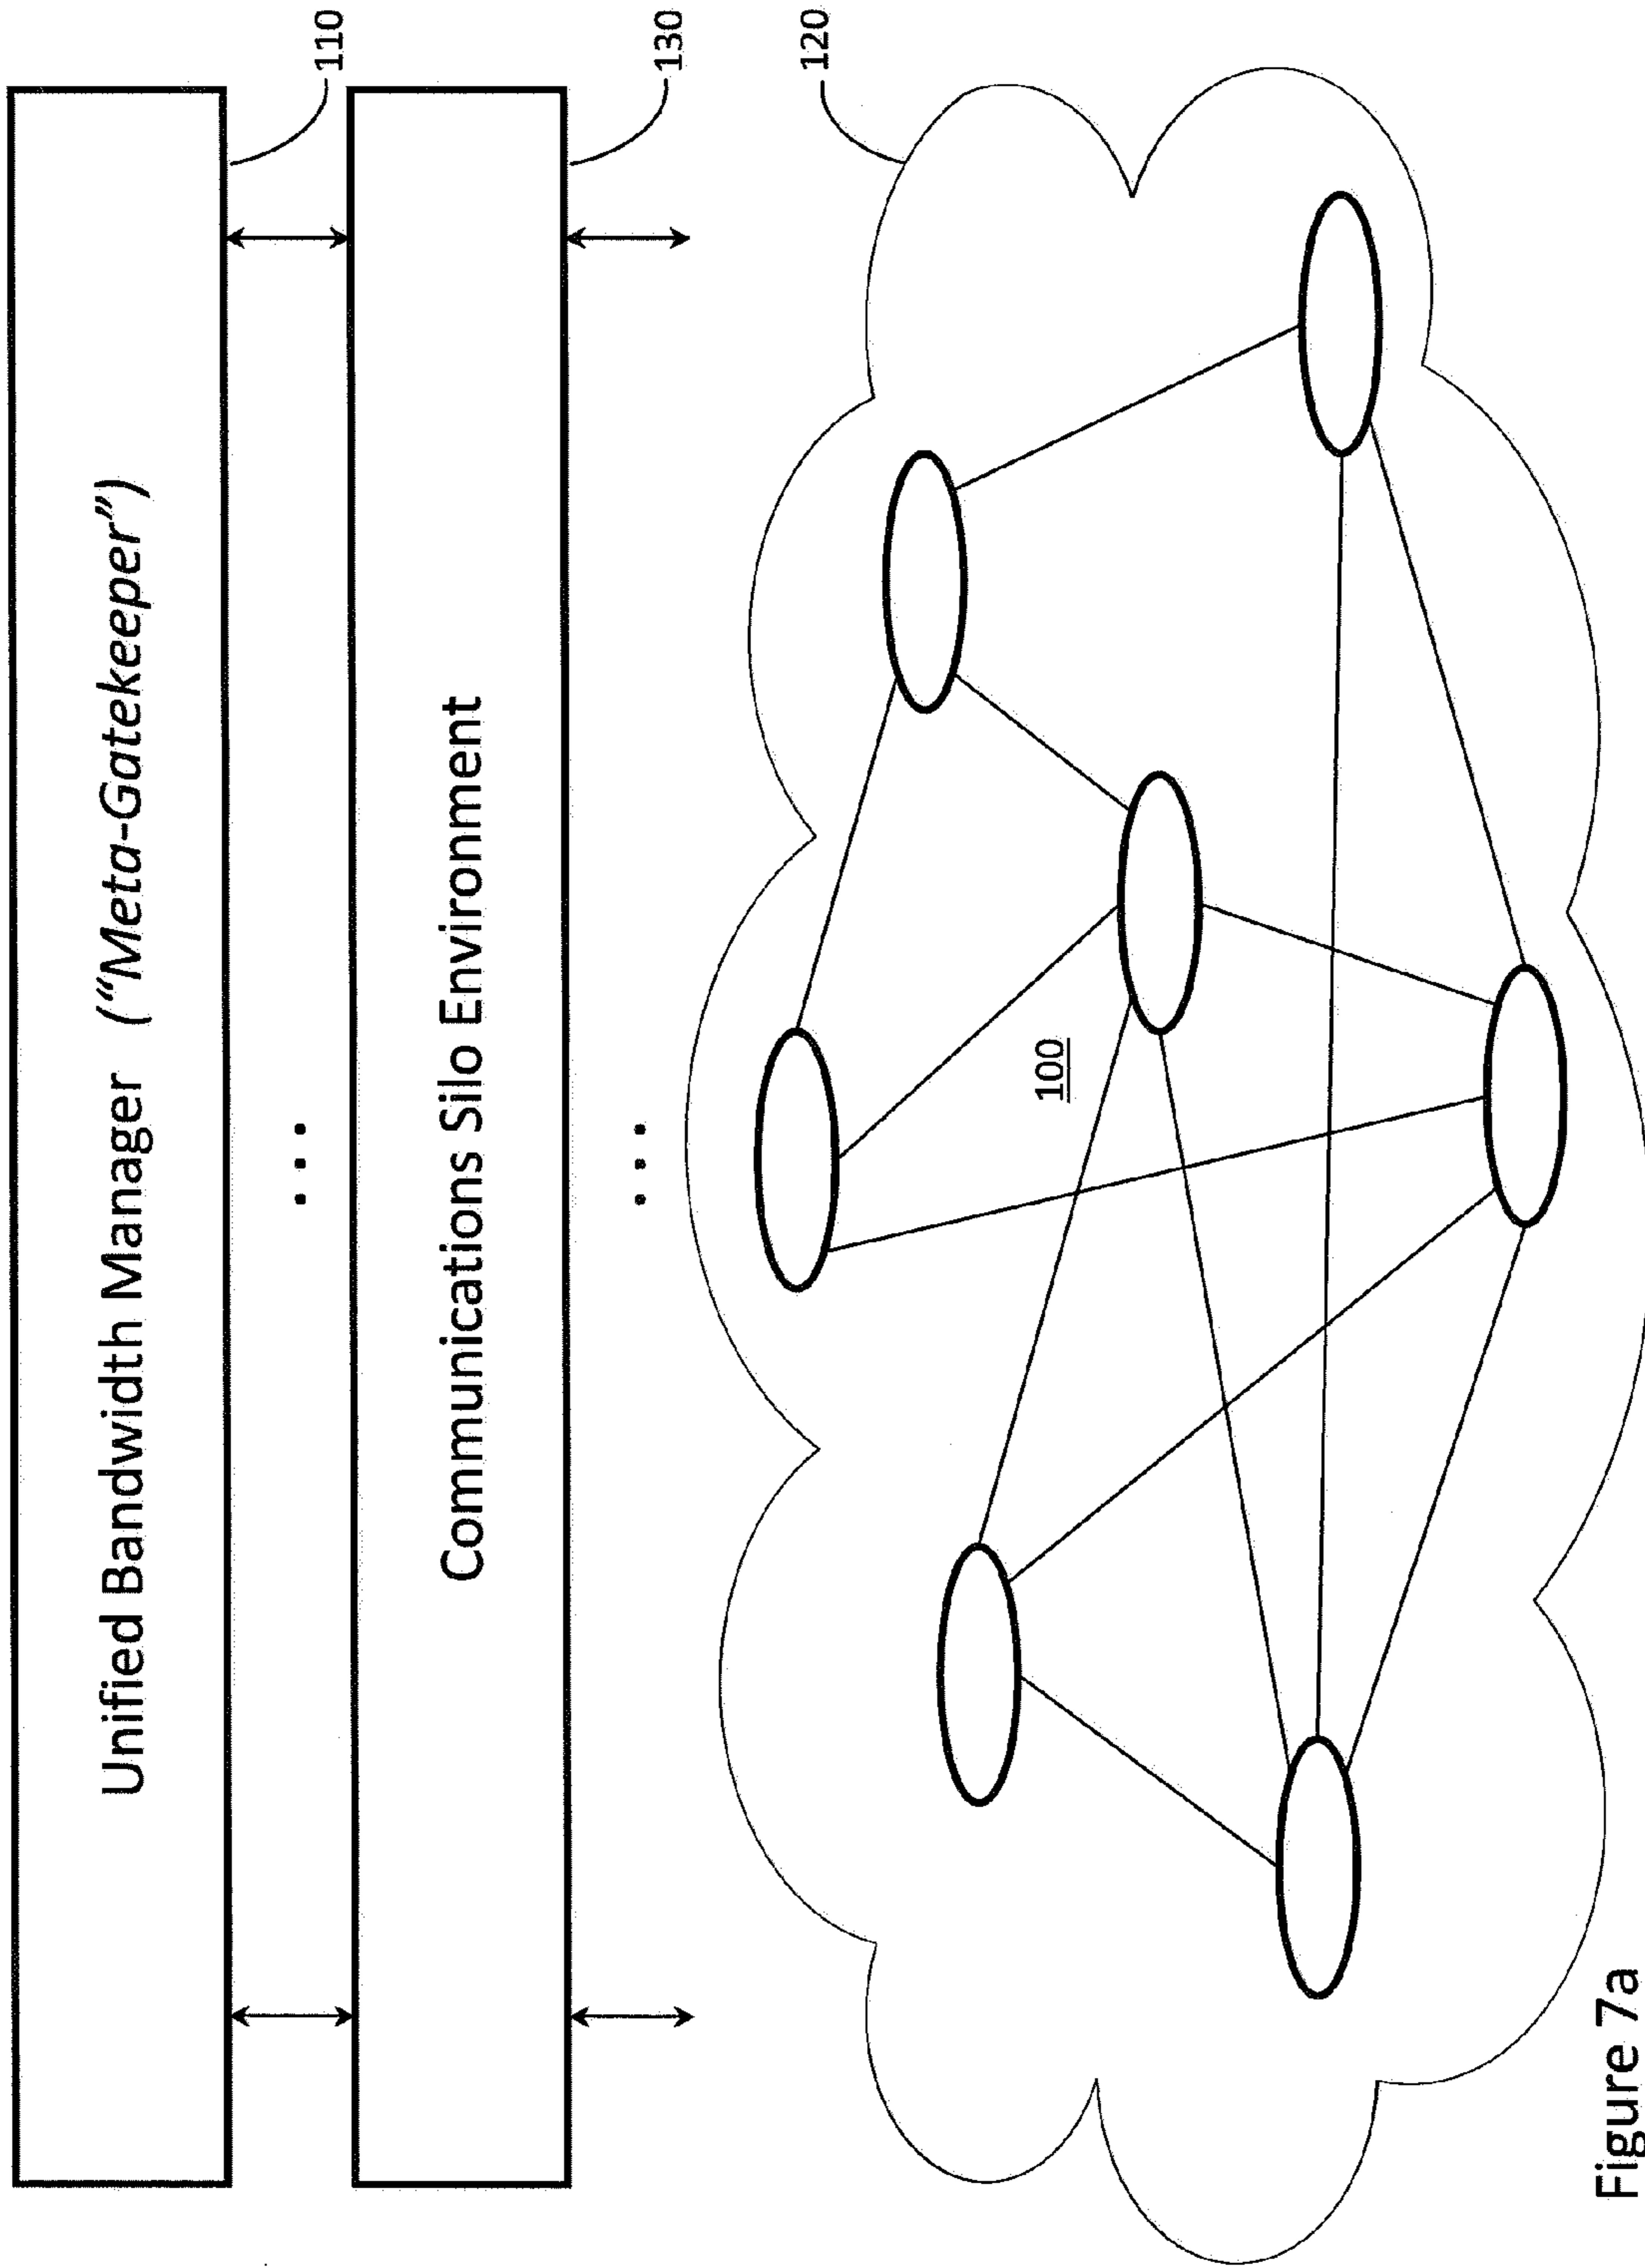 Unified Bandwidth Manager (“Meta-Gatekeeper”)
110
. . .
Communications Silo Environment
130
. . .
120
100
Figure 7a